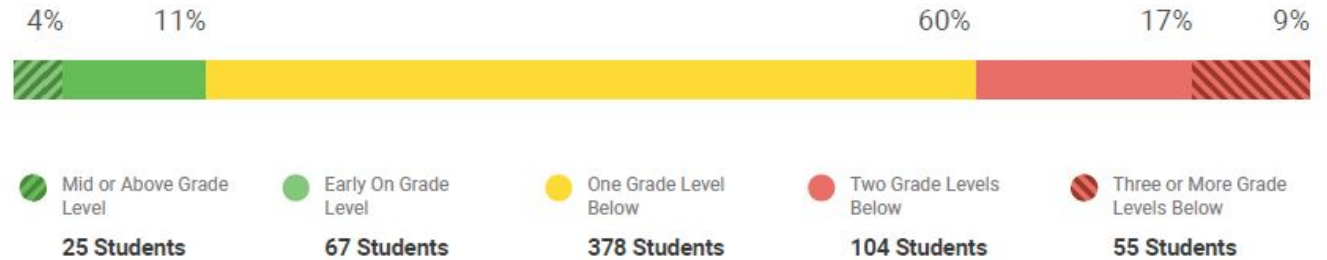 4% 11% 60% 17% 9%
Mid or Above Grade
Level
25 Students
Early On Grade
Level
67 Students
One Grade Level
Below
378 Students
Two Grade Levels
Below
104 Students
Three or More Grade
Levels Below
55 Students